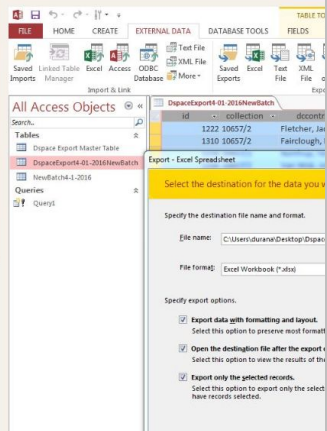 TABLE TO
FILE HOME CREATE EXTERNAL DATA DATABASE TOOLS FIELDS
Saved Imports
Linked Table Manager
Excel
Access
ODBC Database
Text File
XML File
More
Saved Exports
Excel
Text File
XML File
Import & Link
Expo
All Access Objects
Search..
Tables
Dspace Export Master Table
DspaceExport4-01-2016NewBatch
NewBatch4-1-2016
Queries
Query1
DspaceExport4-01-2016NewBatch
id collection dccontr
1222 10657/2 Fletcher, Jar
1310 10657/2 Fairclough, I
Export - Excel Spreadsheet
Select the destination for the data you w
Specify the destination file name and format.
File name: C:\Users\durana\Desktop\Dspac
File format: Excel Workbook (*.xlsx)
Specify export options.
Export data with formatting and layout.
Select this option to preserve most formatt
Open the destination file after the export o
Select this option to view the results of the
Export only the selected records.
Select this option to export only the select
have records selected.